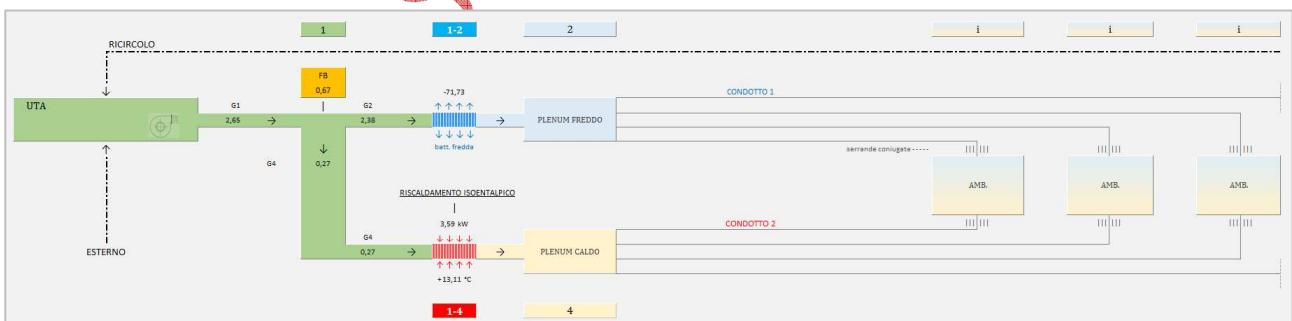 1
1-2
2
i
i
i
RICIRCOLO
FB
0,67
UTA
G1
2,65
G2
2,38
-71,73
batt. fredda
PLENUM FREDDO
CONDOTTO 1
G4
0,27
serrande coniugate
AMB.
AMB.
AMB.
RISCALDAMENTO ISOENTALPICO
3,59 kW
ESTERNO
G4
0,27
+13,11 °C
PLENUM CALDO
CONDOTTO 2
1-4
4